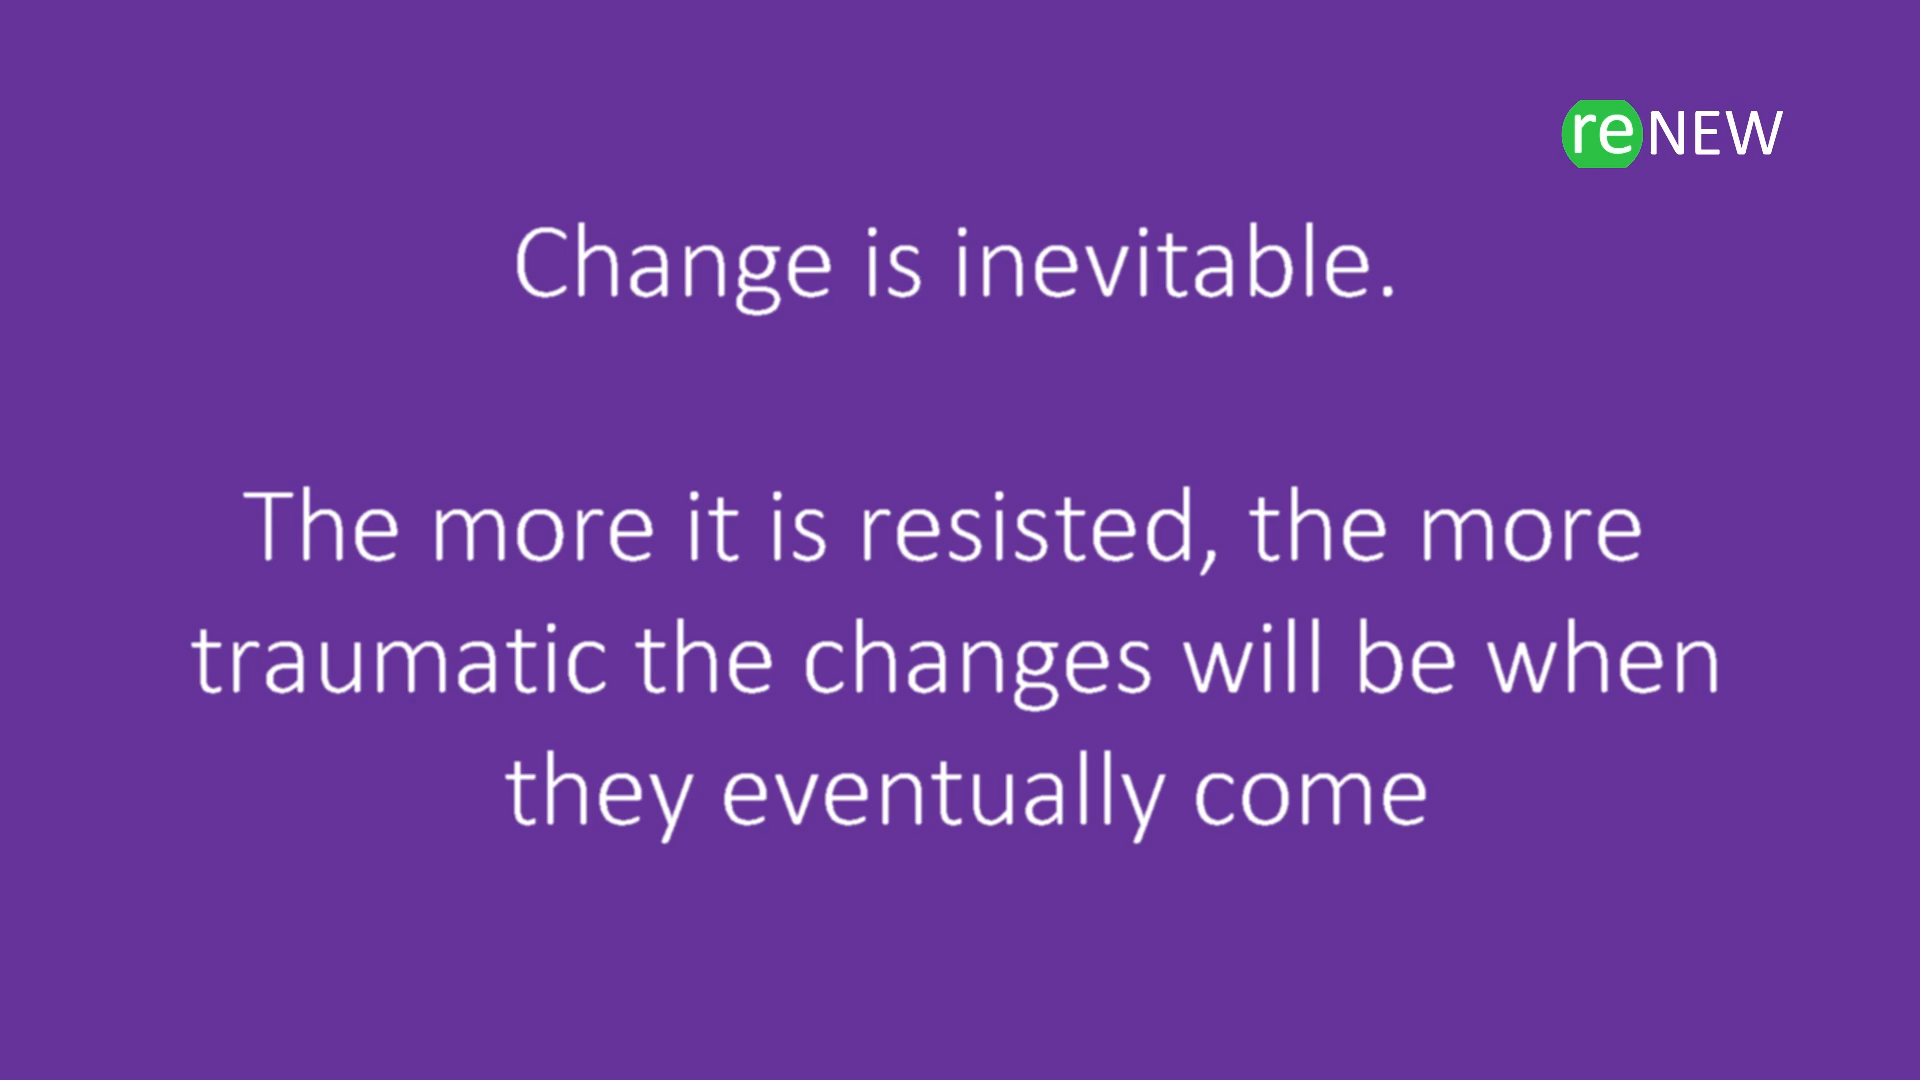 reNEW
Change is inevitable.
The more it is resisted, the more
traumatic the changes will be when
they eventually come